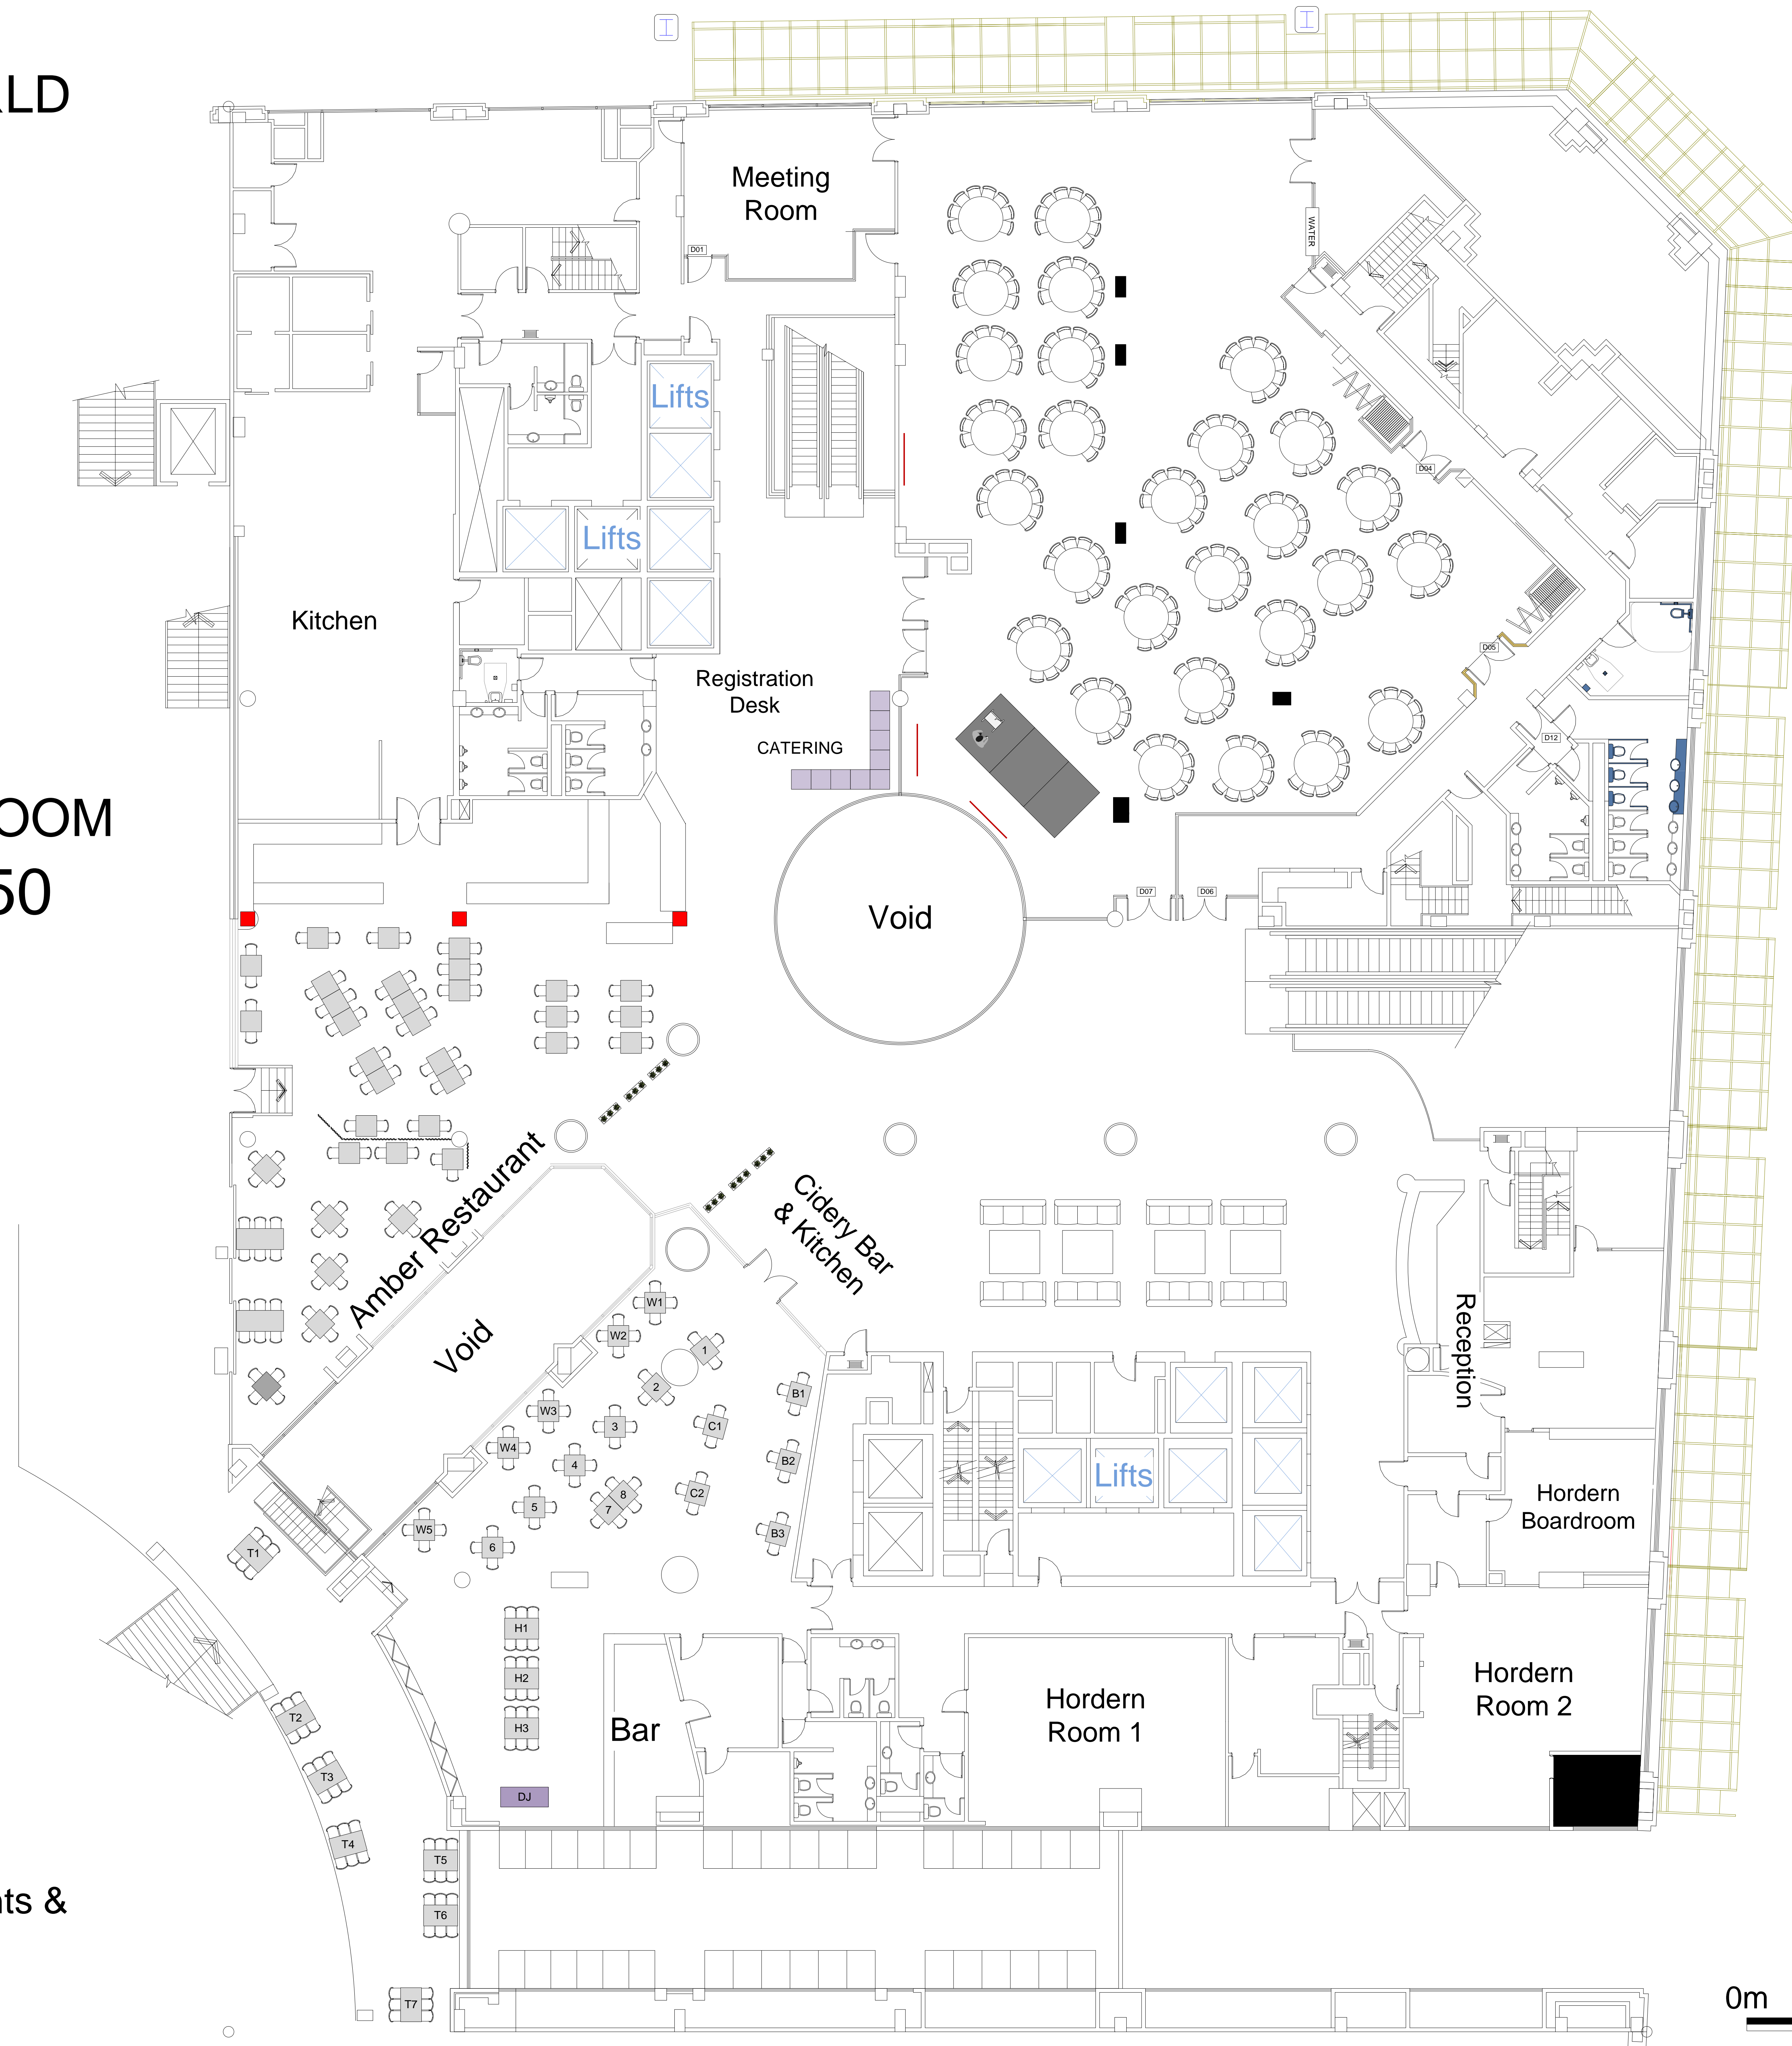 RLD
Meeting
Room
WATER
D01
Lifts
D04
Lifts
Kitchen
D05
Registration
Desk
D12
CATERING
OOM
50
D07
D06
Void
Amber Restaurant
Cidery Bar
& Kitchen
Void
W1
W2
1
2
W3
3
W4
4
5
8
7
W5
6
B1
C1
B2
C2
B3
Reception
Lifts
Hordern
Boardroom
T1
H1
H2
H3
Bar
Hordern
Room 1
Hordern
Room 2
T2
T3
DJ
T4
T5
T6
nts &
T7
0m